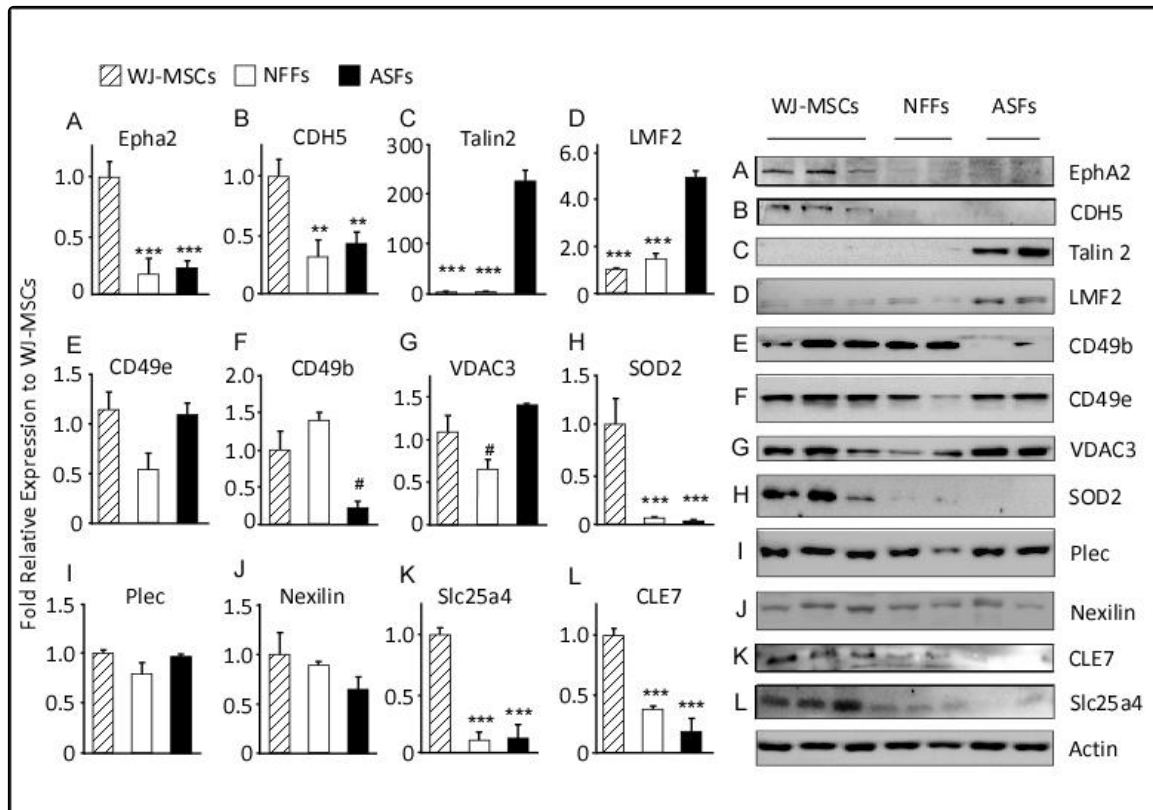 WJ-MSCs NFFs ASFs
Fold Relative Expression to WJ-MSCs
A
Epha2
1.0
0.5
0
*** ***
B
CDH5
1.0
0.5
0
** **
C
Talin2
300
200
100
0
*** ***
D
LMF2
6.0
4.0
2.0
0
*** ***
E
CD49e
1.5
1.0
0.5
0
F
CD49b
2.0
1.5
1.0
0.5
0
#
G
VDAC3
1.5
1.0
0.5
0
#
H
SOD2
1.5
1.0
0.5
0
*** ***
I
Plec
1.5
1.0
0.5
0
J
Nexilin
1.5
1.0
0.5
0
K
Slc25a4
1.0
0.5
0
*** ***
L
CLE7
1.0
0.5
0
*** ***
WJ-MSCs NFFs ASFs
A EphA2
B CDH5
C Talin 2
D LMF2
E CD49b
F CD49e
G VDAC3
H SOD2
I Plec
J Nexilin
K CLE7
L Slc25a4
Actin